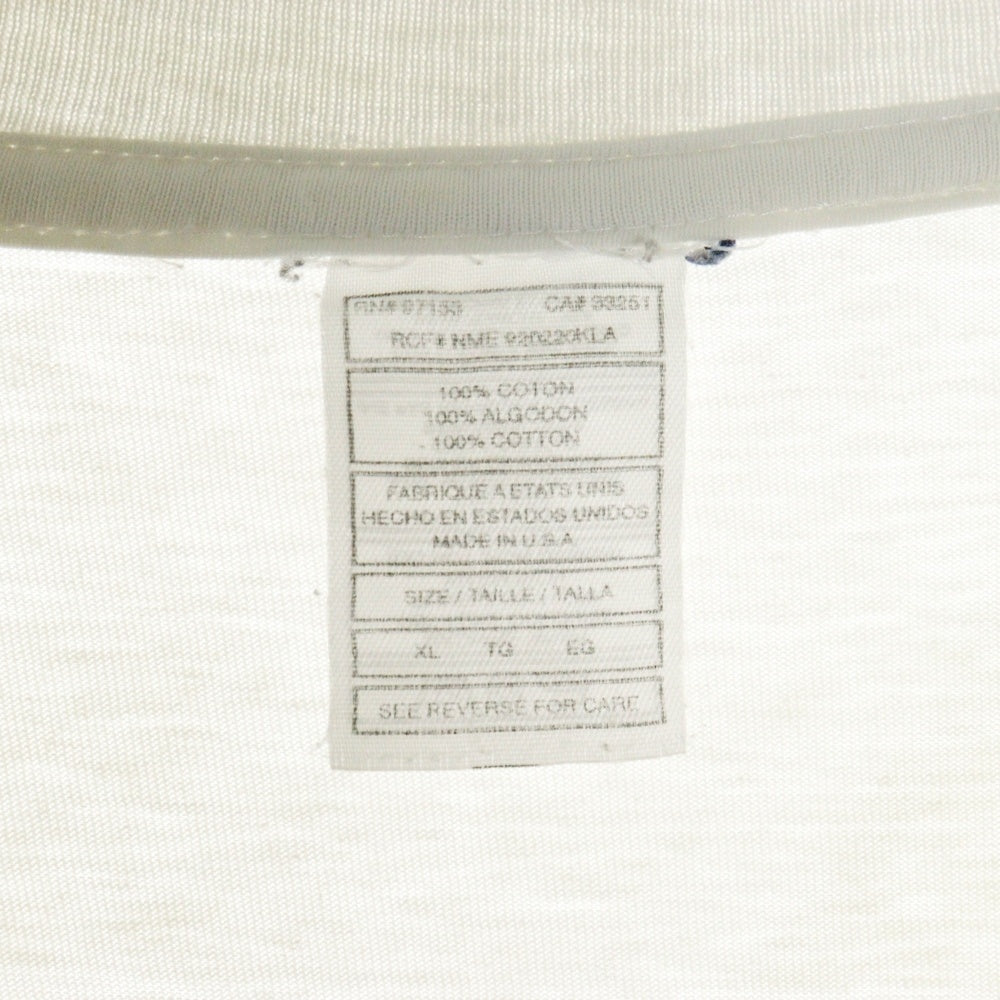 RN# 97153 CA# 33251
RCF# NME 920220KLA
100% COTON
100% ALGODON
100% COTTON
FABRIQUE A ETATS UNIS
HECHO EN ESTADOS UNIDOS
MADE IN U.S.A
SIZE / TAILLE / TALLA
XL TG EG
SEE REVERSE FOR CARE